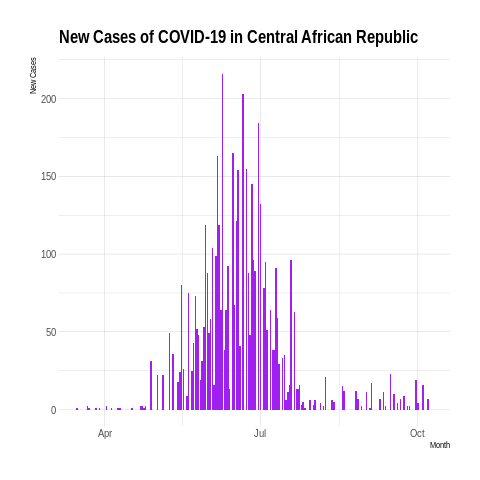 New Cases of COVID-19 in Central African Republic
New Cases
200
150
100
50
0
Apr
Jul
Oct
Month